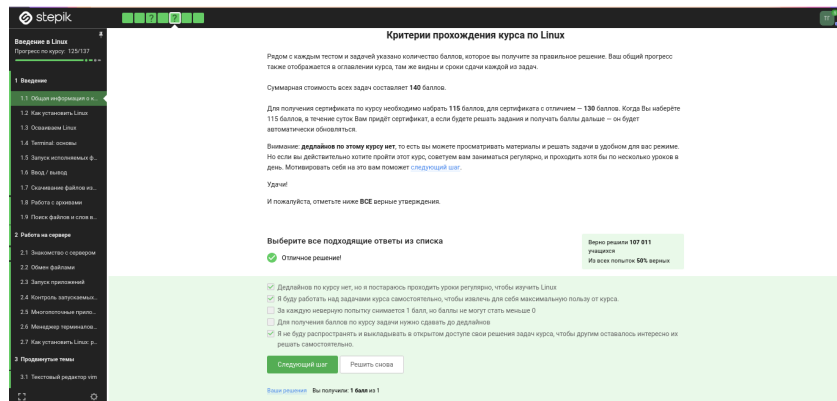 stepik
Введение в Linux
Прогресс по курсу: 125/137
1 Введение
1.1 Общая информация о к...
1.2 Как установить Linux
1.3 Осваиваем Linux
1.4 Terminal: основы
1.5 Запуск исполняемых ф...
1.6 Ввод / вывод
1.7 Скачивание файлов из...
1.8 Работа с архивами
1.9 Поиск файлов и слов в...
2 Работа на сервере
2.1 Знакомство с сервером
2.2 Обмен файлами
2.3 Запуск приложений
2.4 Контроль запускаемых...
2.5 Многопоточные прило...
2.6 Менеджер терминалов...
2.7 Как установить Linux: р...
3 Продвинутые темы
3.1 Текстовый редактор vim
Критерии прохождения курса по Linux
Рядом с каждым тестом и задачей указано количество баллов, которое вы получите за правильное решение. Ваш общий прогресс
также отображается в оглавлении курса, там же видны и сроки сдачи каждой из задач.
Суммарная стоимость всех задач составляет 140 баллов.
Для получения сертификата по курсу необходимо набрать 115 баллов, для сертификата с отличием — 130 баллов. Когда Вы наберёте
115 баллов, в течение суток Вам придёт сертификат, а если будете решать задания и получать баллы дальше — он будет
автоматически обновляться.
Внимание: дедлайнов по этому курсу нет, то есть вы можете просматривать материалы и решать задачи в удобном для вас режиме.
Но если вы действительно хотите пройти этот курс, советуем вам заниматься регулярно, и проходить хотя бы по несколько уроков в
день. Мотивировать себя на это вам поможет следующий шаг.
Удачи!
И пожалуйста, отметьте ниже ВСЕ верные утверждения.
Выберите все подходящие ответы из списка
Отличное решение!
Верно решили 107 011
учащихся
Из всех попыток 50% верных
Дедлайнов по курсу нет, но я постараюсь проходить уроки регулярно, чтобы изучить Linux
Я буду работать над задачами курса самостоятельно, чтобы извлечь для себя максимальную пользу от курса.
За каждую неверную попытку снимается 1 балл, но баллы не могут стать меньше 0
Для получения баллов по курсу задачи нужно сдавать до дедлайнов
Я не буду распространять и выкладывать в открытом доступе свои решения задач курса, чтобы другим оставалось интересно их
решать самостоятельно.
Следующий шаг
Решить снова
Ваши решения Вы получили: 1 балл из 1